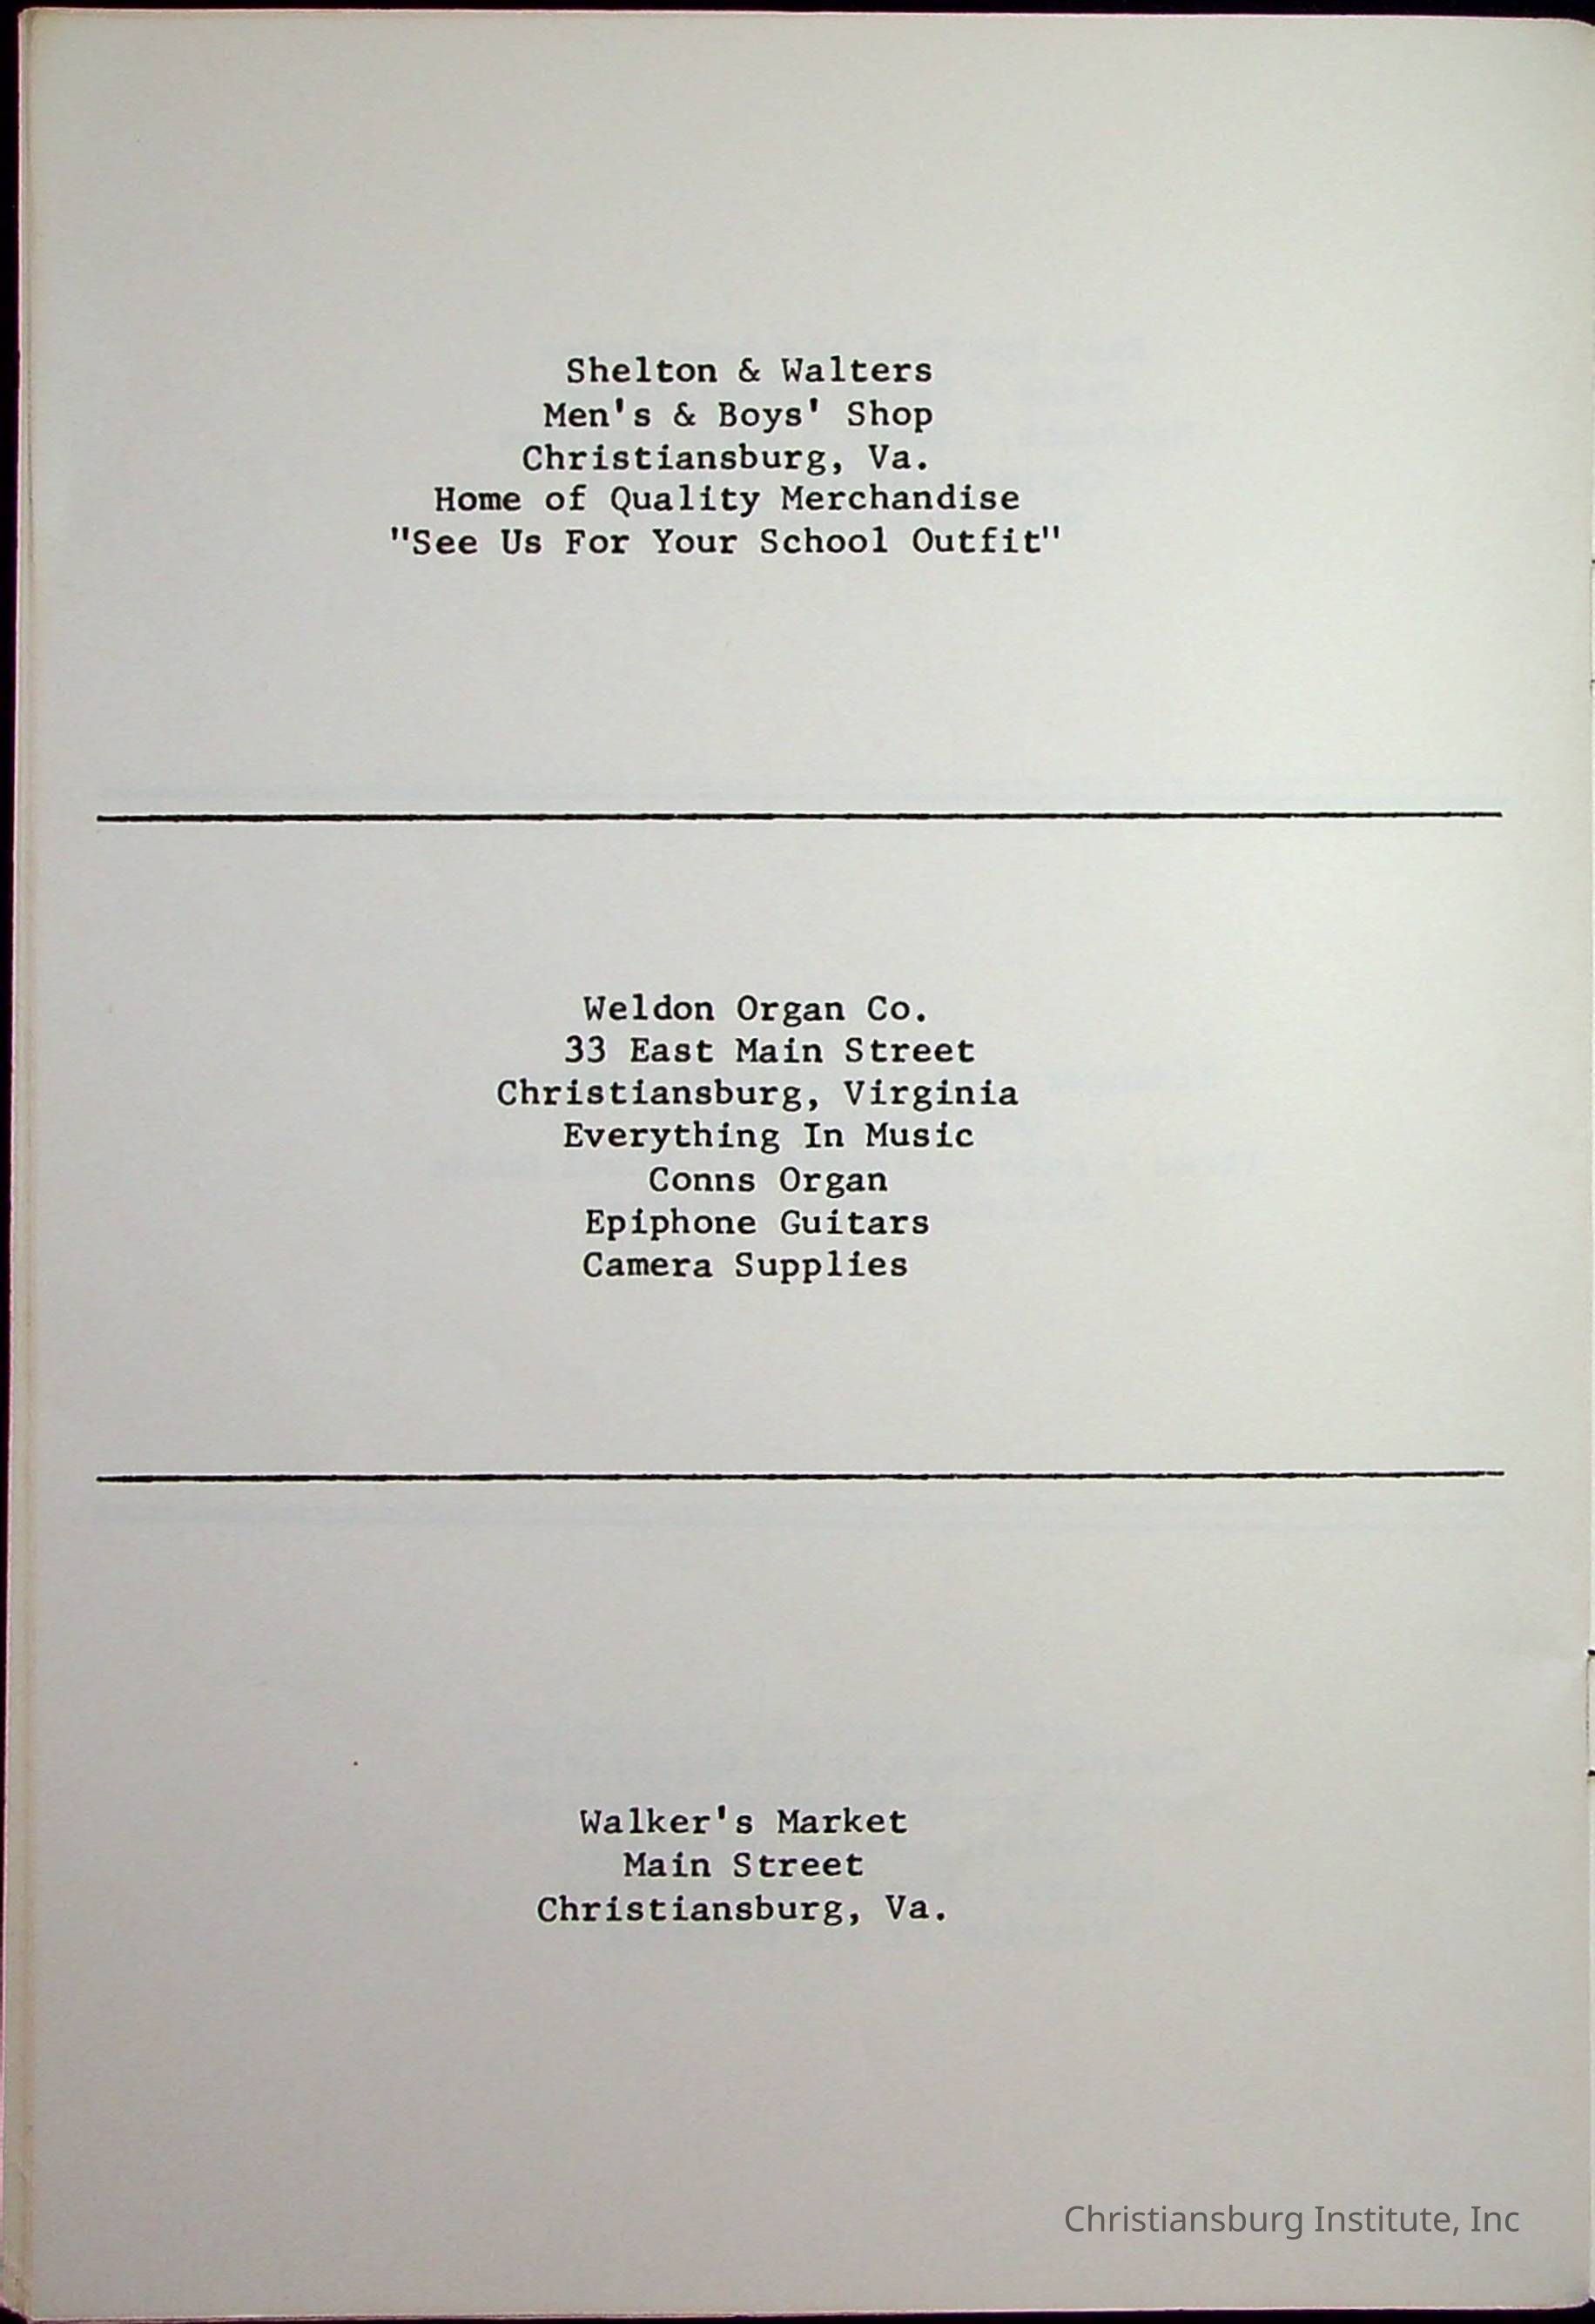 Shelton & Walters
Men's & Boys' Shop
Christiansburg, Va.
Home of Quality Merchandise
"See Us For Your School Outfit"
Weldon Organ Co.
33 East Main Street
Christiansburg, Virginia
Everything In Music
Conns Organ
Epiphone Guitars
Camera Supplies
Walker's Market
Main Street
Christiansburg, Va.
Christiansburg Institute, Inc